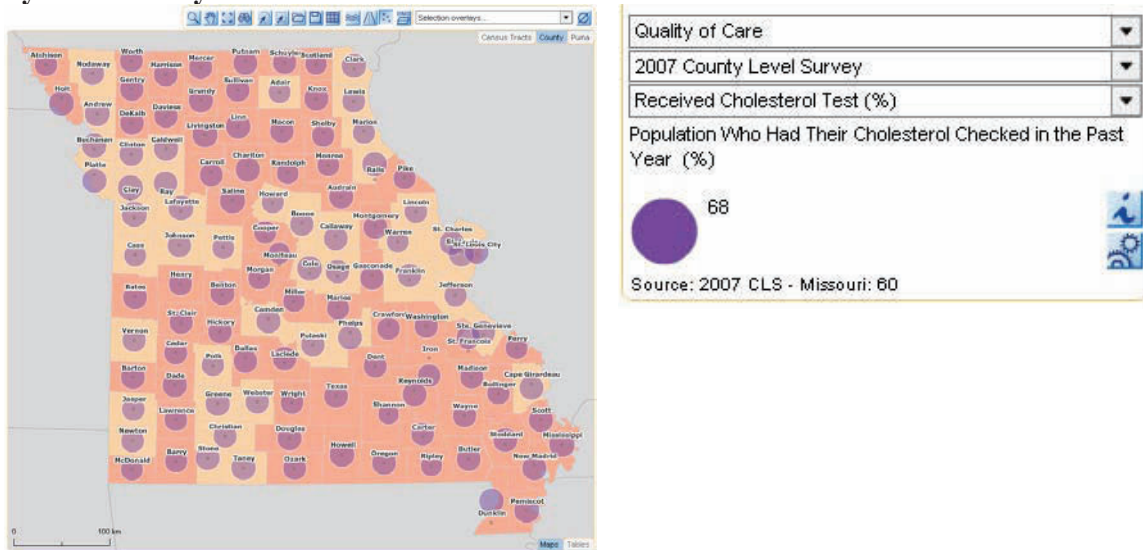 Selection overlays...
Census Tracts County Puma
Atchison
Nodaway
Worth
Harrison
Mercer
Putnam
Schuyler
Scotland
Clark
Holt
Gentry
Sullivan
Adair
Knox
Lewis
Andrew
DeKalb
Daviess
Grundy
Linn
Macon
Shelby
Marion
Buchanan
Clinton
Caldwell
Livingston
Platte
Carroll
Chariton
Randolph
Monroe
Ralls
Pike
Clay
Ray
Saline
Howard
Audrain
Jackson
Lafayette
Boone
Callaway
Montgomery
Lincoln
Cass
Johnson
Pettis
Cooper
Moniteau
Warren
St. Charles
St. Louis City
Cole
Osage
Gasconade
Franklin
Jefferson
Bates
Henry
Benton
Morgan
Miller
Maries
Camden
Vernon
St. Clair
Hickory
Pulaski
Phelps
Crawford
Washington
Ste. Genevieve
St. Francois
Perry
Cedar
Polk
Dallas
Laclede
Dent
Iron
Madison
Bollinger
Cape Girardeau
Barton
Dade
Greene
Webster
Wright
Texas
Reynolds
Jasper
Lawrence
Shannon
Wayne
Scott
Newton
Christian
Douglas
Carter
Stoddard
Mississippi
McDonald
Barry
Stone
Taney
Ozark
Howell
Oregon
Ripley
Butler
New Madrid
Dunklin
Pemiscot
0 100 km
Maps Tables
Quality of Care
2007 County Level Survey
Received Cholesterol Test (%)
Population Who Had Their Cholesterol Checked in the Past
Year (%)
68
Source: 2007 CLS - Missouri: 60